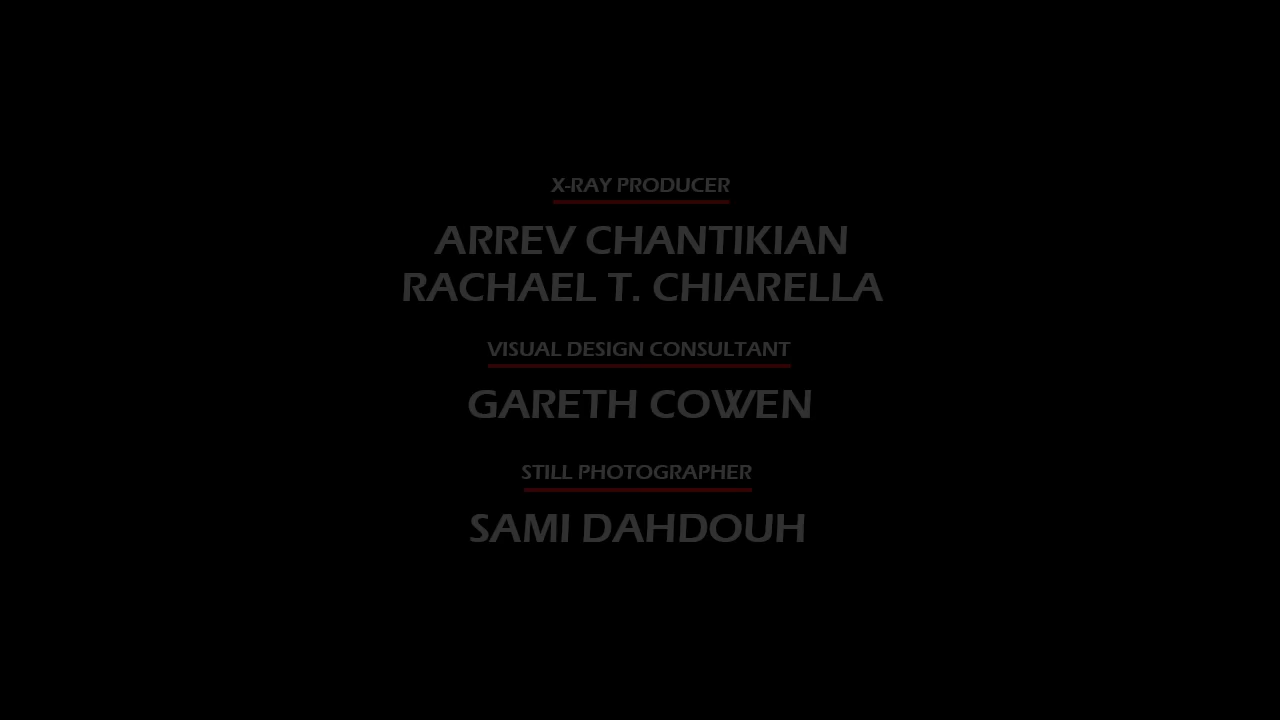 X-RAY PRODUCER
ARREV CHANTIKIAN
RACHAEL T. CHIARELLA
VISUAL DESIGN CONSULTANT
GARETH COWEN
STILL PHOTOGRAPHER
SAMI DAHDOUH